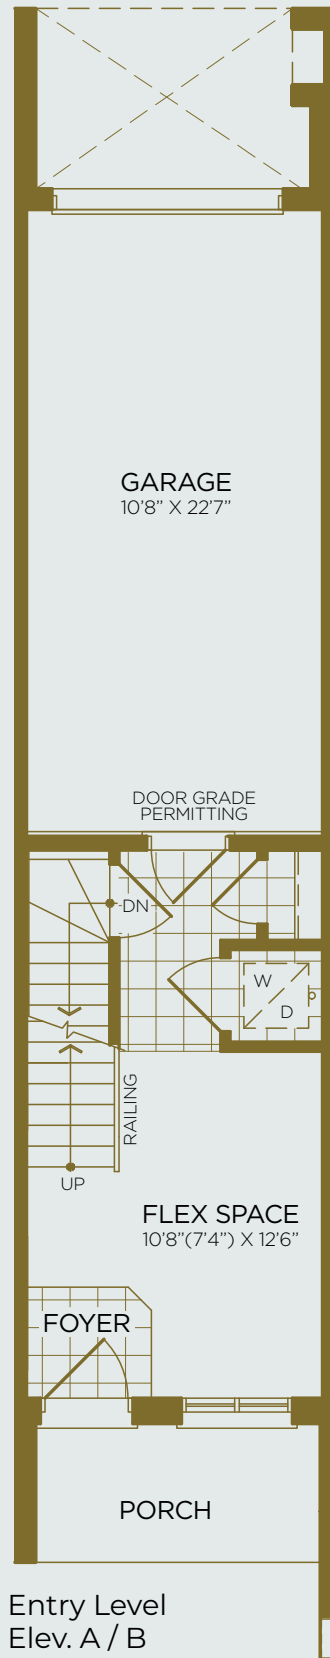 GARAGE
10'8” X 22'7”
DOOR GRADE
PERMITTING
DN
W
D
RAILING
UP
FLEX SPACE
10'8”(7'4”) X 12'6”
FOYER
PORCH
Entry Level
Elev. A / B